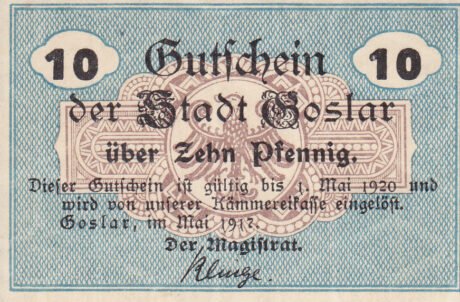 10 Gutschein 10
der Stadt Goslar
über Zehn Pfennig.
Dieser Gutschein ist gültig bis 1. Mai 1920 und
wird von unserer Kämmereikasse eingelöst.
Goslar, im Mai 1917.
Der Magistrat.
Klinge.